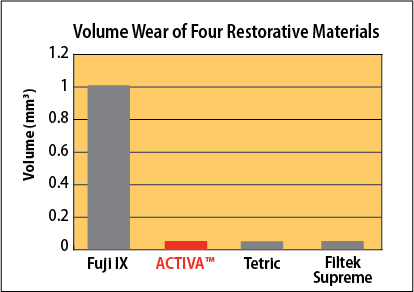 Volume Wear of Four Restorative Materials
1.2
1
0.8
0.6
0.4
0.2
0
Volume (mm³)
Fuji IX
ACTIVA™
Tetric
Filtek
Supreme